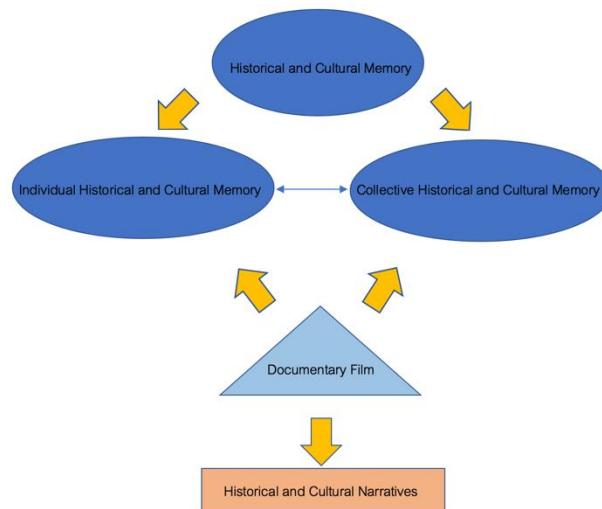 Historical and Cultural Memory
Individual Historical and Cultural Memory
Collective Historical and Cultural Memory
Documentary Film
Historical and Cultural Narratives